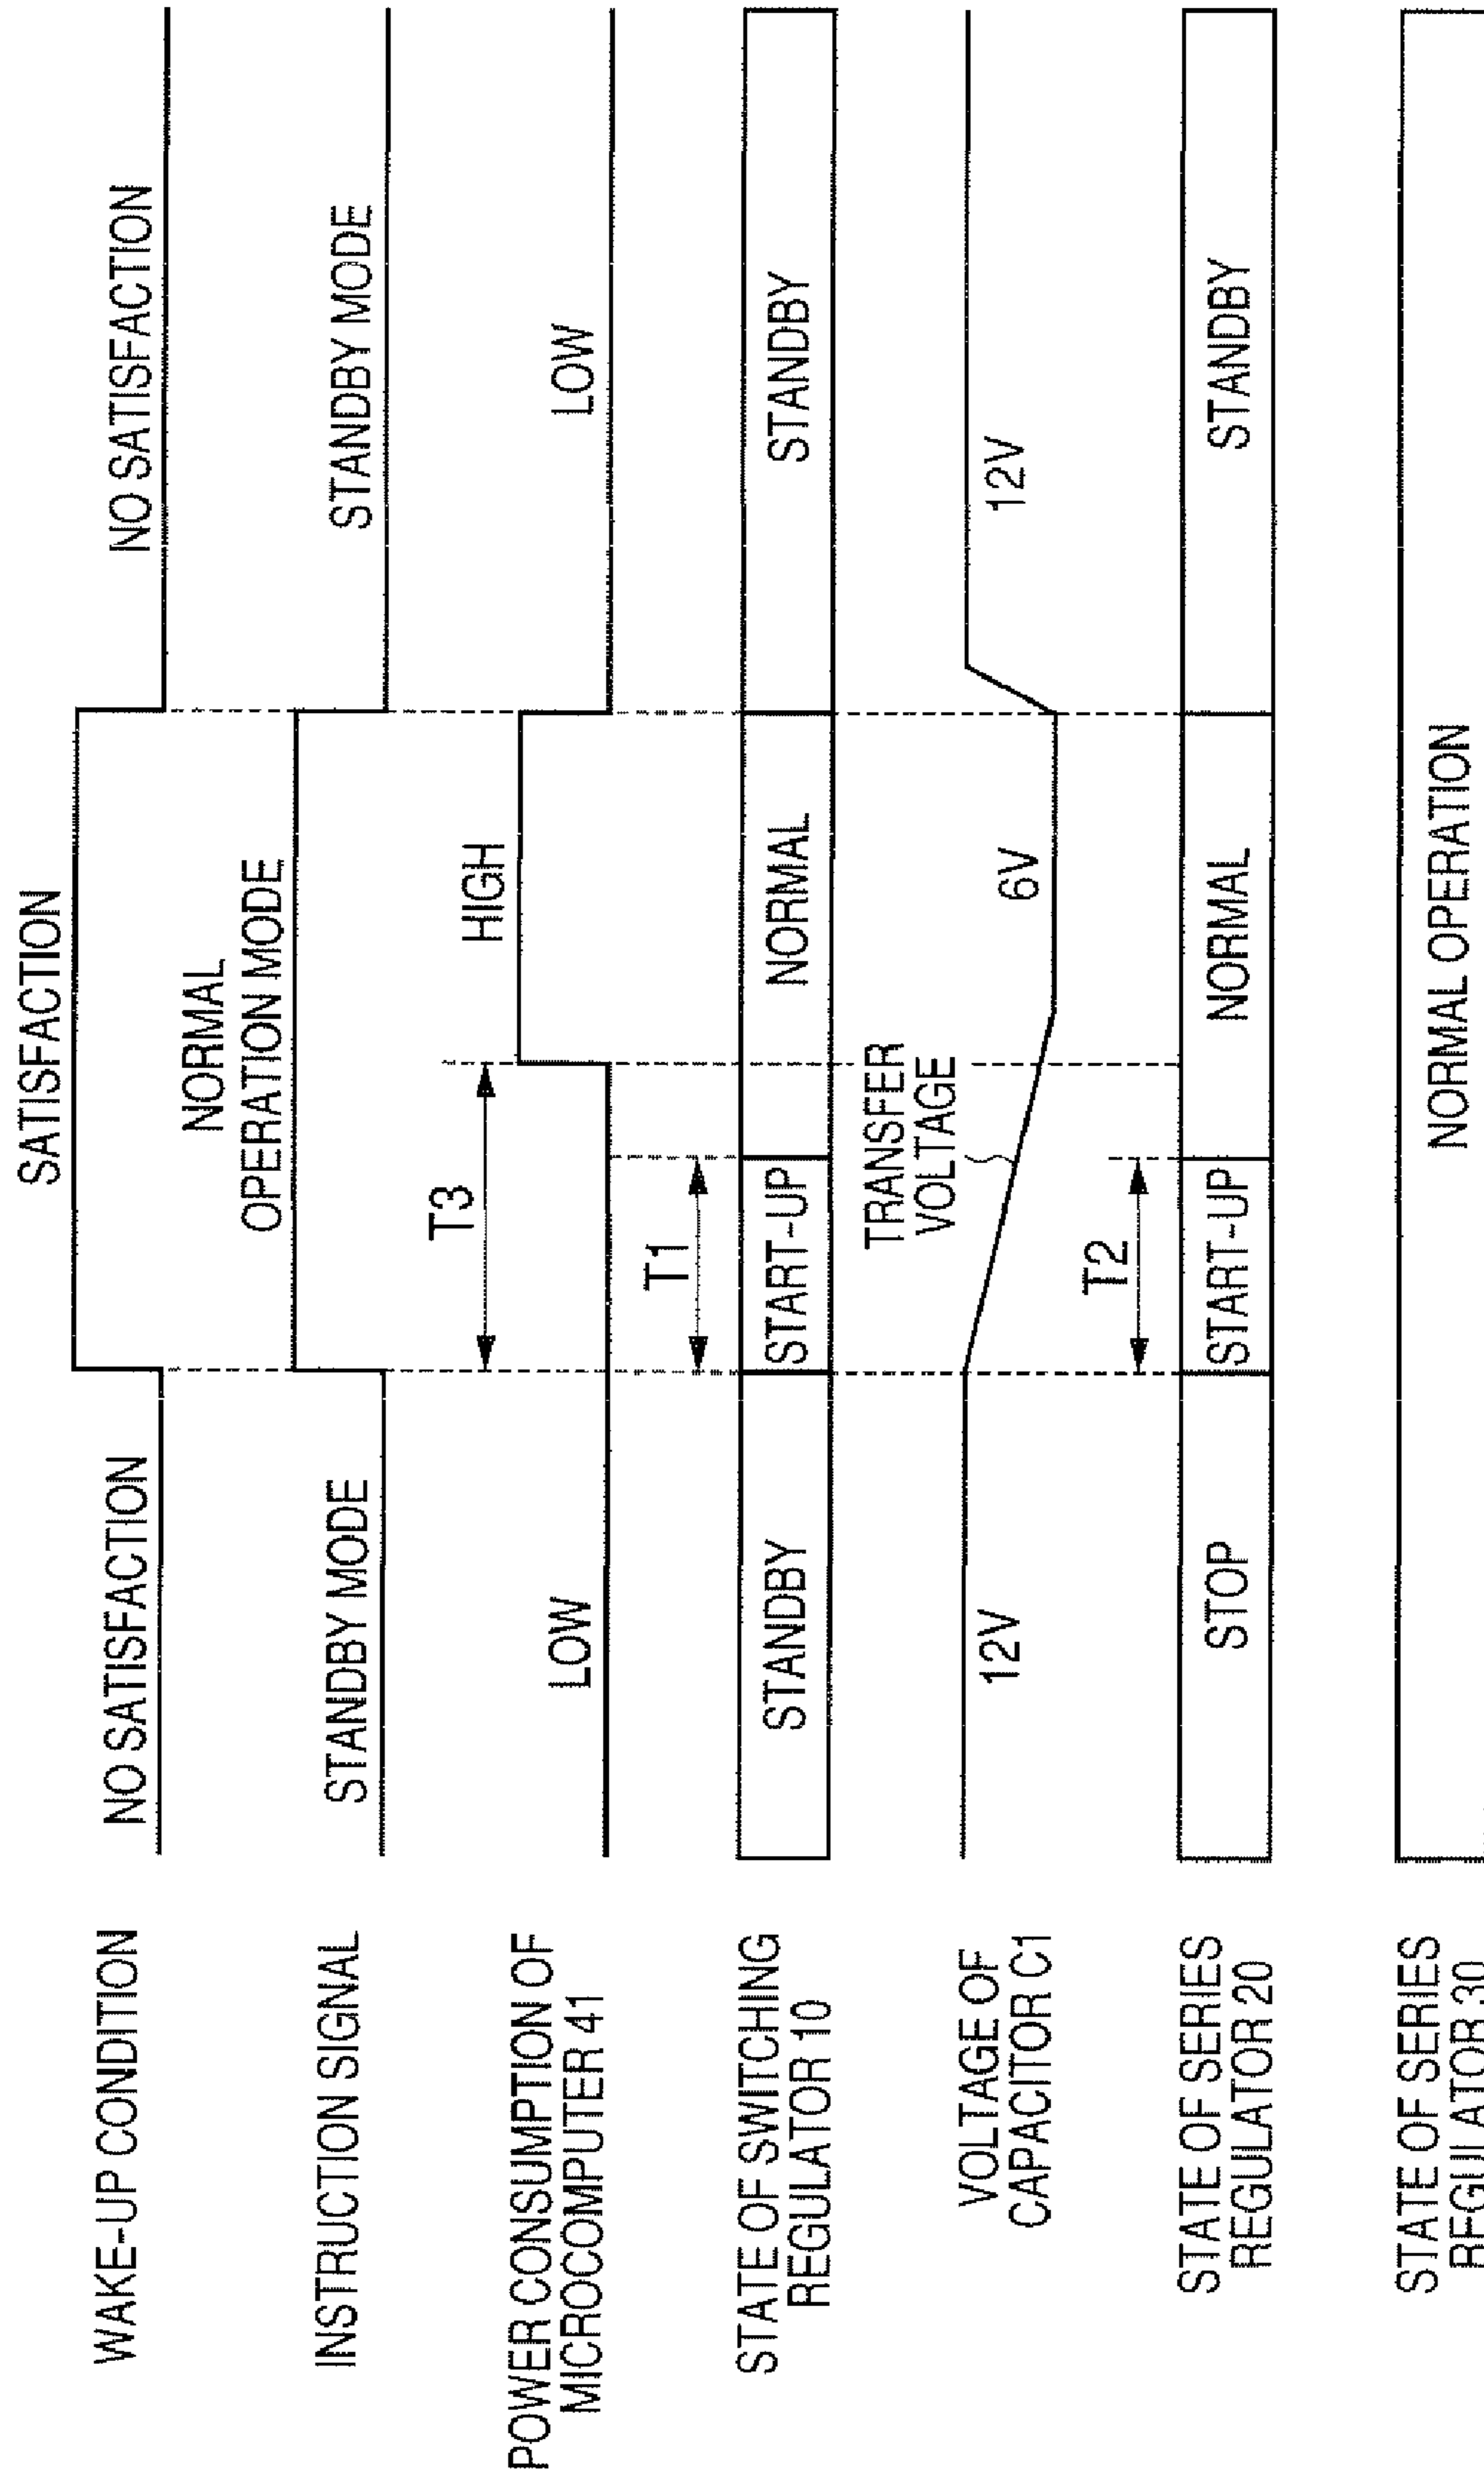 WAKE-UP CONDITION
NO SATISFACTION
SATISFACTION
NO SATISFACTION
INSTRUCTION SIGNAL
STANDBY MODE
NORMAL
OPERATION MODE
STANDBY MODE
POWER CONSUMPTION OF
MICROCOMPUTER 41
LOW
T3
HIGH
LOW
STATE OF SWITCHING
REGULATOR 10
T1
STANDBY
START-UP
NORMAL
STANDBY
VOLTAGE OF
CAPACITOR C1
12V
TRANSFER
VOLTAGE
6V
12V
STATE OF SERIES
REGULATOR 20
T2
STOP
START-UP
NORMAL
STANDBY
STATE OF SERIES
REGULATOR 30
NORMAL OPERATION